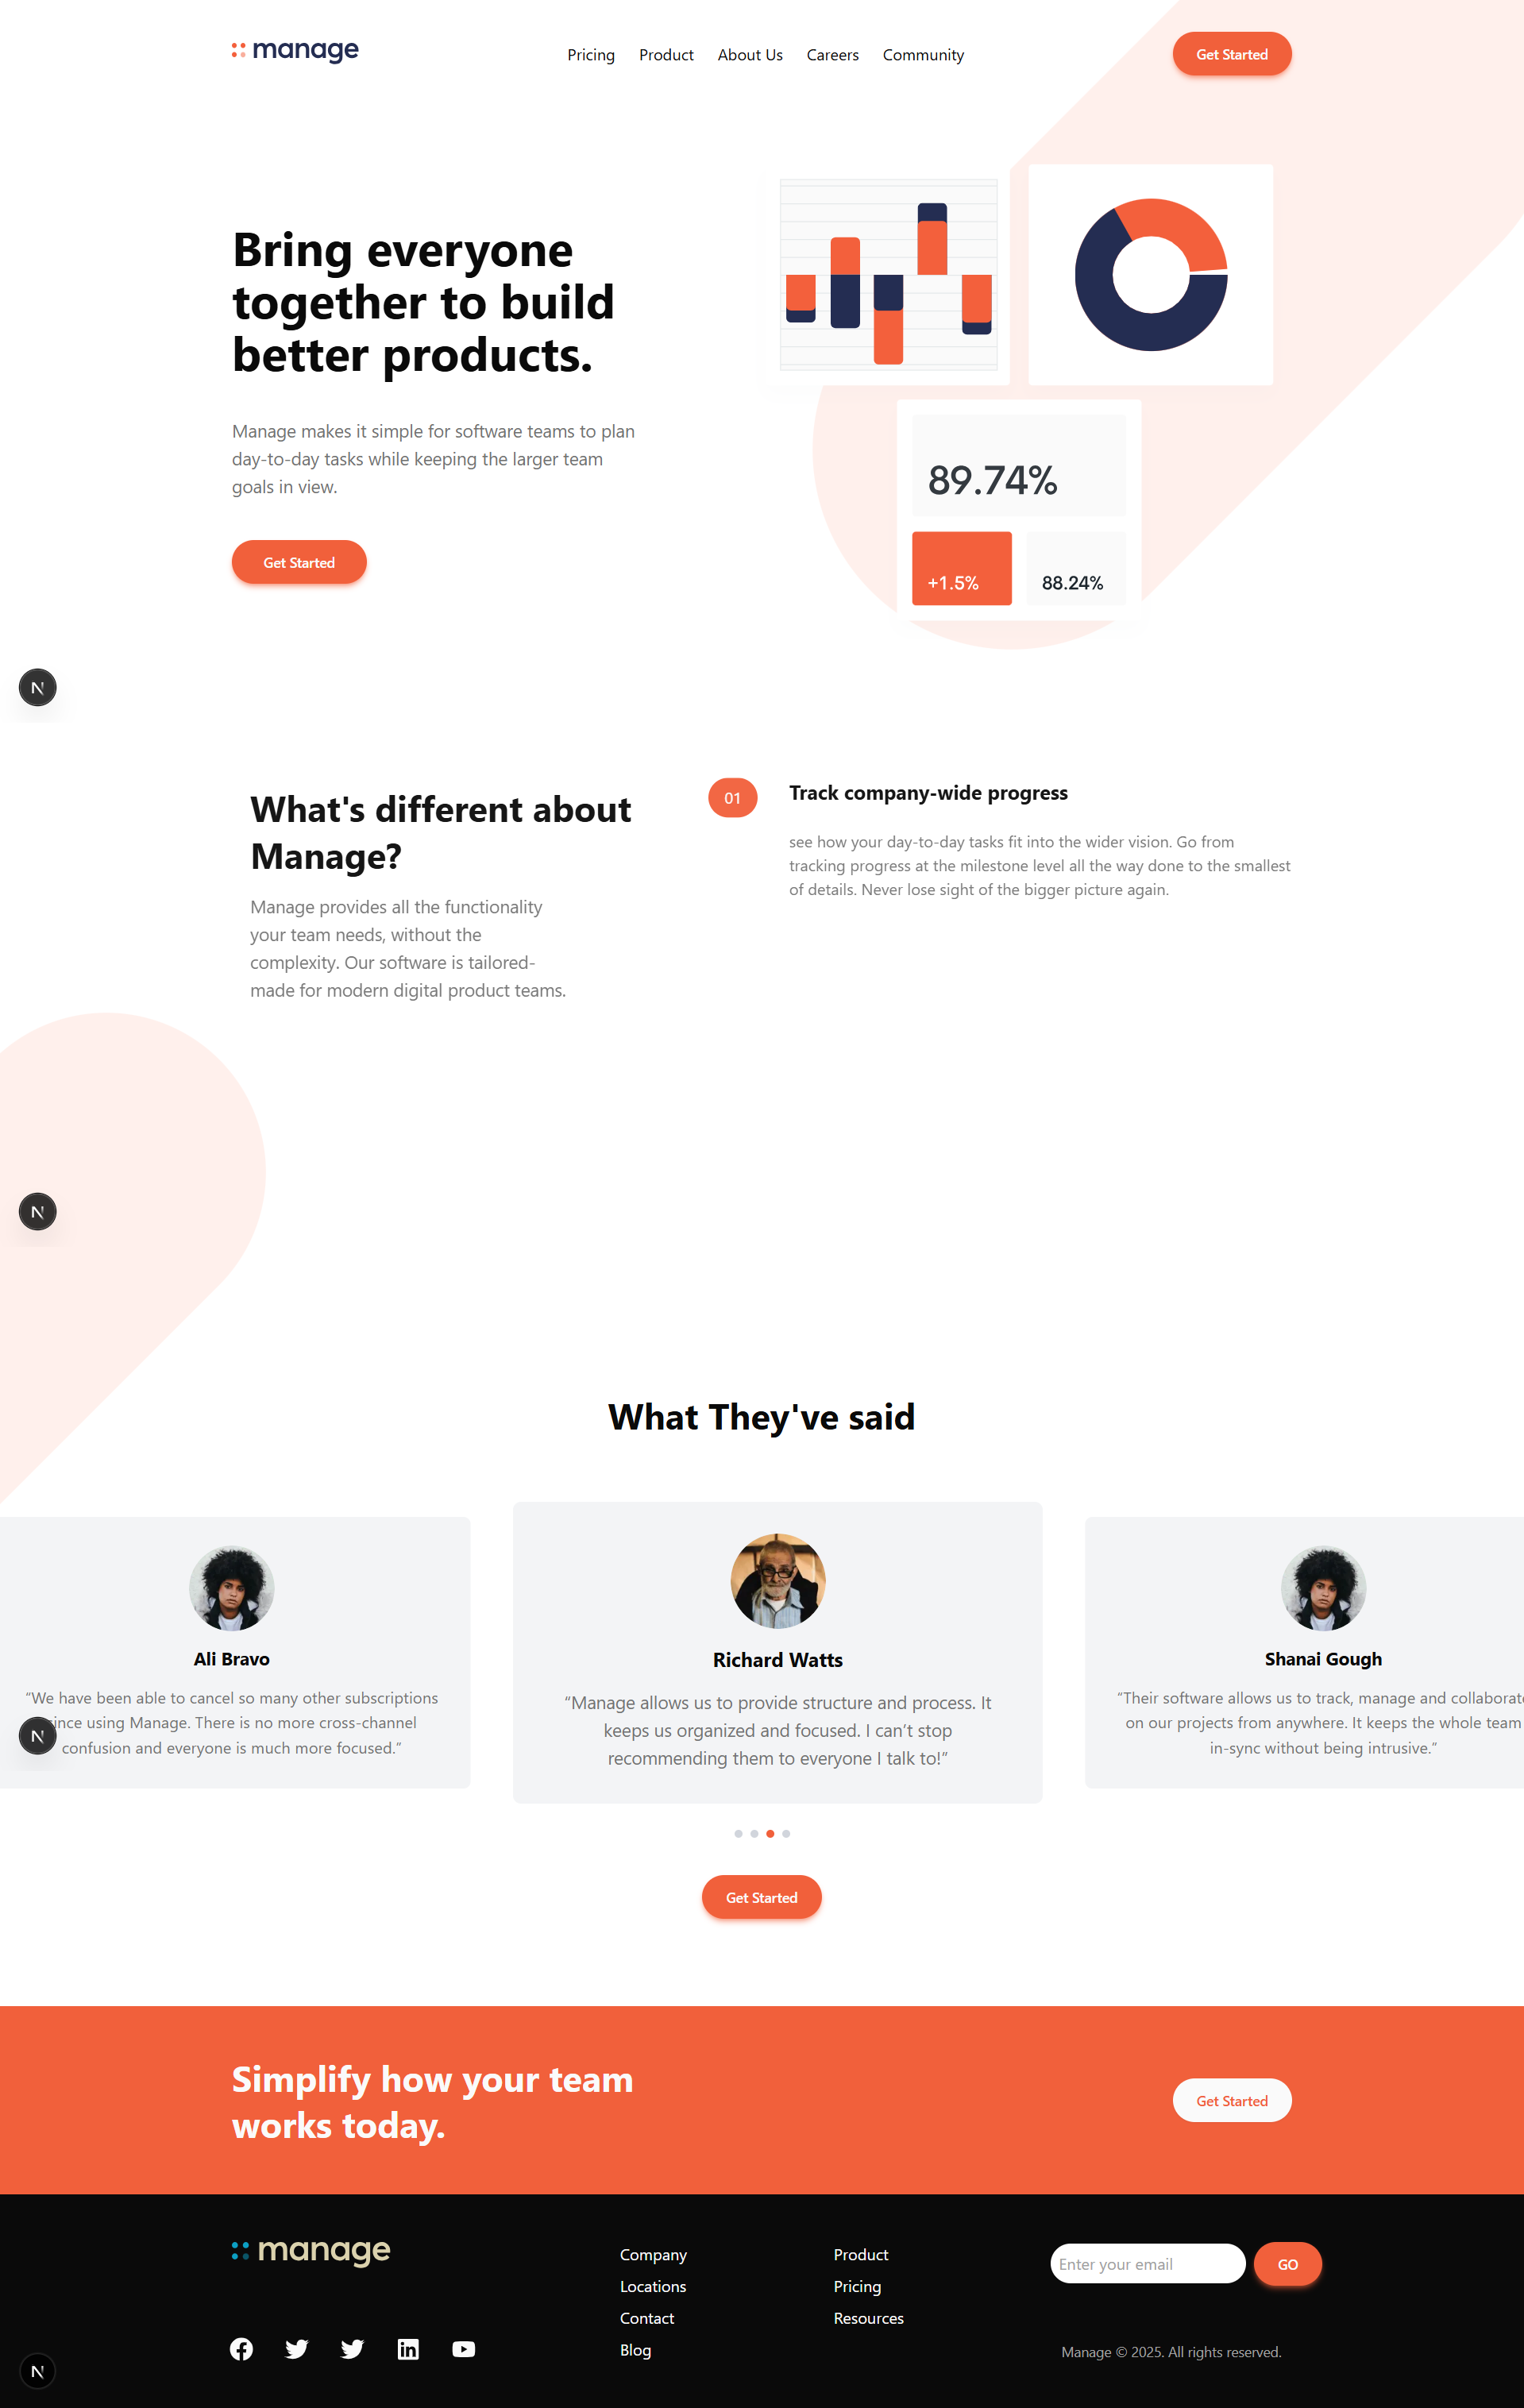 manage
Pricing Product About Us Careers Community
Get Started
Bring everyone
together to build
better products.
Manage makes it simple for software teams to plan
day-to-day tasks while keeping the larger team
goals in view.
Get Started
89.74%
+1.5%
88.24%
N
What's different about
Manage?
Manage provides all the functionality
your team needs, without the
complexity. Our software is tailored-
made for modern digital product teams.
01
Track company-wide progress
see how your day-to-day tasks fit into the wider vision. Go from
tracking progress at the milestone level all the way done to the smallest
of details. Never lose sight of the bigger picture again.
N
What They've said
Ali Bravo
“We have been able to cancel so many other subscriptions
since using Manage. There is no more cross-channel
confusion and everyone is much more focused.”
N
Richard Watts
“Manage allows us to provide structure and process. It
keeps us organized and focused. I can’t stop
recommending them to everyone I talk to!”
Shanai Gough
“Their software allows us to track, manage and collaborate
on our projects from anywhere. It keeps the whole team
in-sync without being intrusive.”
Get Started
Simplify how your team
works today.
Get Started
manage
Company
Locations
Contact
Blog
Product
Pricing
Resources
Enter your email
GO
Manage © 2025. All rights reserved.
N